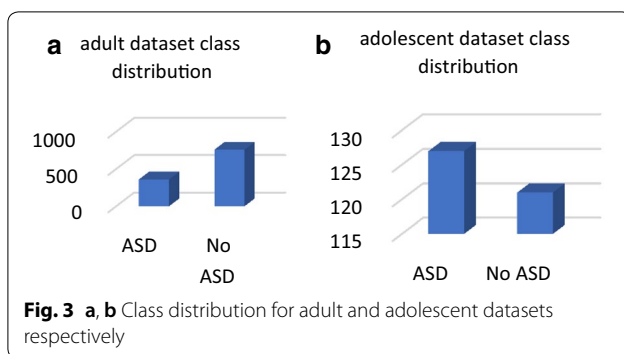 a adult dataset class
distribution
1000
500
0
ASD
No
ASD
b adolescent dataset class
distribution
130
125
120
115
ASD
No ASD
Fig. 3 a, b Class distribution for adult and adolescent datasets
respectively